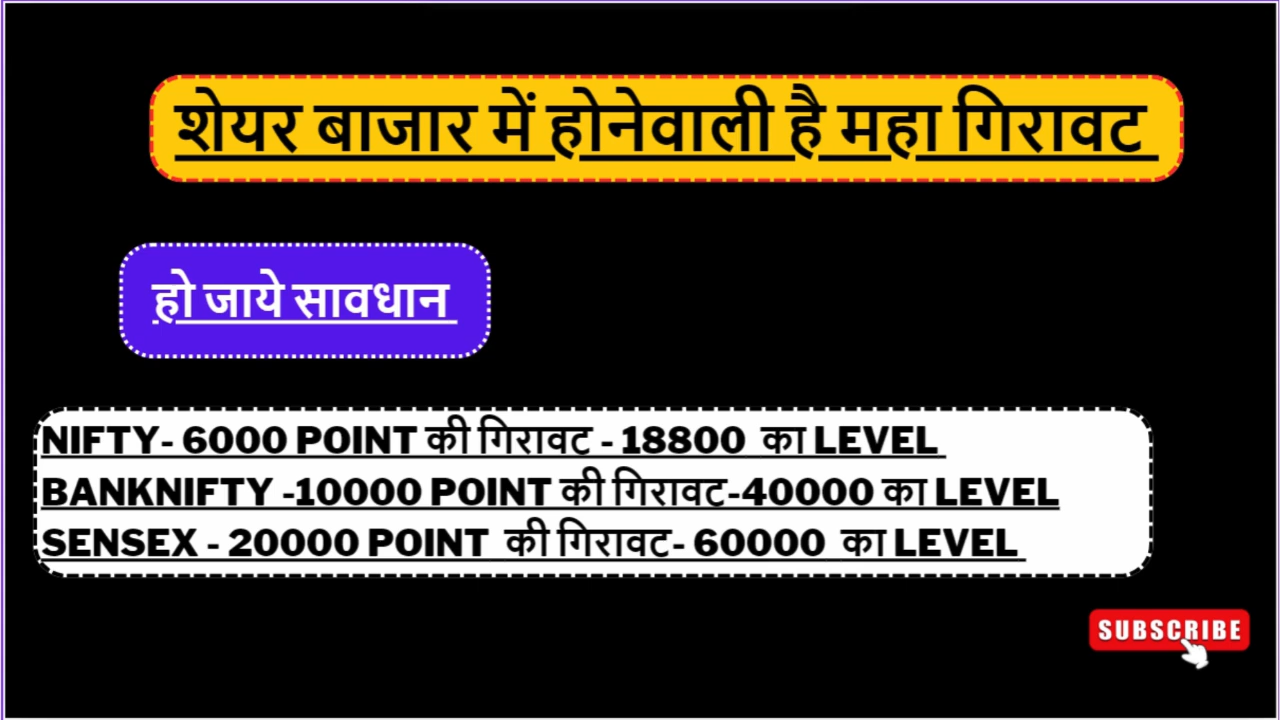 शेयर बाजार में होनेवाली है महा गिरावट
हो जाये सावधान
NIFTY- 6000 POINT की गिरावट - 18800 का LEVEL
BANKNIFTY -10000 POINT की गिरावट-40000 का LEVEL
SENSEX - 20000 POINT की गिरावट- 60000 का LEVEL
SUBSCRIBE